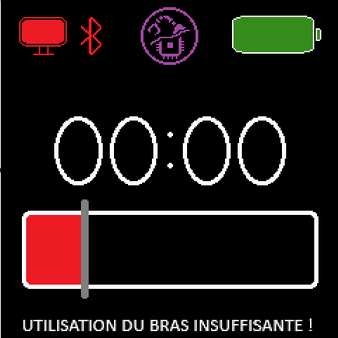 00:00
UTILISATION DU BRAS INSUFFISANTE !